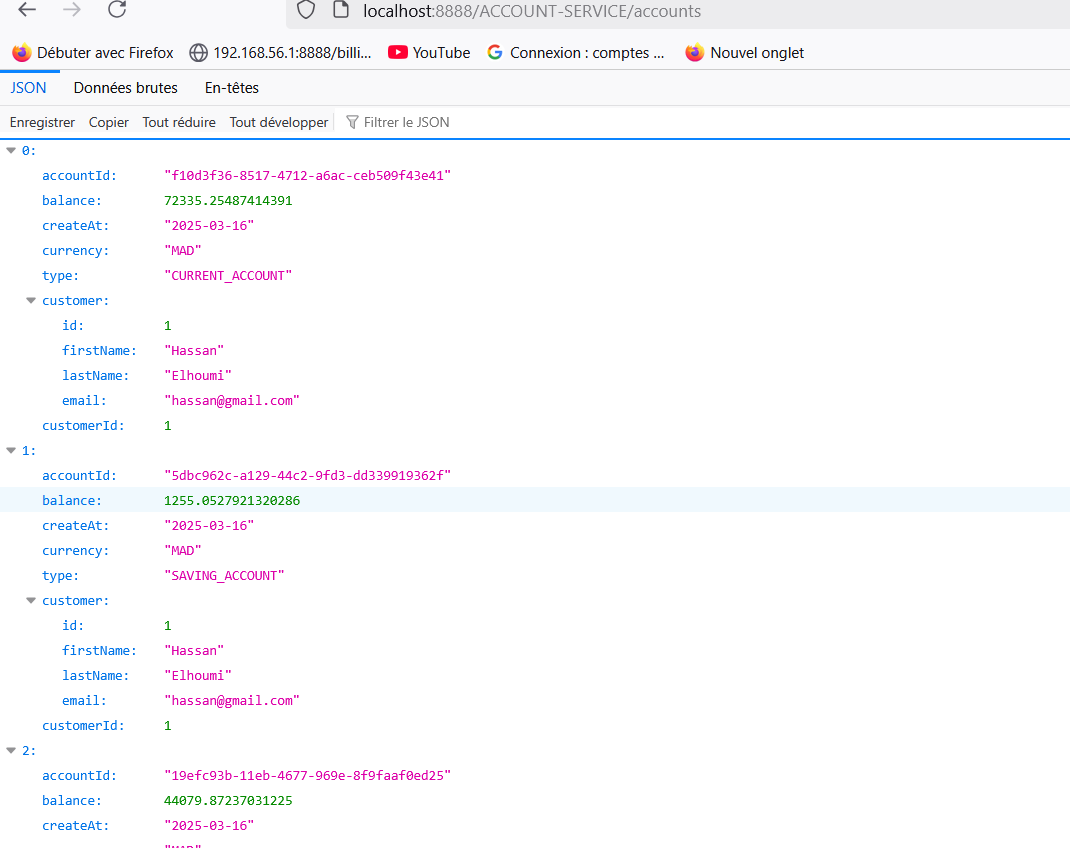 localhost:8888/ACCOUNT-SERVICE/accounts
Débuter avec Firefox 192.168.56.1:8888/billi... YouTube Connexion : comptes ... Nouvel onglet
JSON Données brutes En-têtes
Enregistrer Copier Tout réduire Tout développer Filtrer le JSON
0:
accountId: "f10d3f36-8517-4712-a6ac-ceb509f43e41"
balance: 72335.25487414391
createAt: "2025-03-16"
currency: "MAD"
type: "CURRENT_ACCOUNT"
customer:
id: 1
firstName: "Hassan"
lastName: "Elhoumi"
email: "hassan@gmail.com"
customerId: 1
1:
accountId: "5dbc962c-a129-44c2-9fd3-dd339919362f"
balance: 1255.0527921320286
createAt: "2025-03-16"
currency: "MAD"
type: "SAVING_ACCOUNT"
customer:
id: 1
firstName: "Hassan"
lastName: "Elhoumi"
email: "hassan@gmail.com"
customerId: 1
2:
accountId: "19efc93b-11eb-4677-969e-8f9faaf0ed25"
balance: 44079.87237031225
createAt: "2025-03-16"